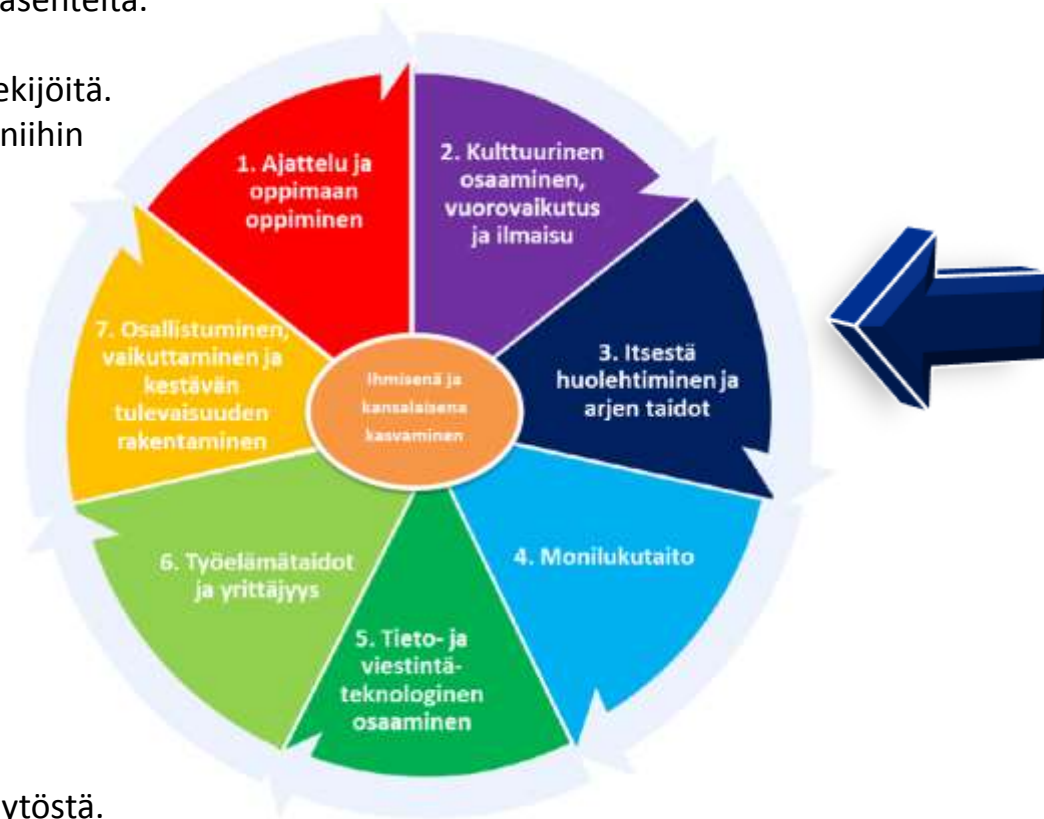 asenteita.
ekijöitä.
niihin
1. Ajattelu ja
oppimaan
oppiminen
2. Kulttuurinen
osaaminen,
vuorovaikutus
ja ilmaisu
3. Itsestä
huolehtiminen ja
arjen taidot
4. Monilukutaito
5. Tieto- ja
viestintä-
teknologinen
osaaminen
6. Työelämätaidot
ja yrittäjyys
7. Osallistuminen,
vaikuttaminen ja
kestävän
tulevaisuuden
rakentaminen
Ihmisenä ja
kansalaisena
kasvaminen
ytöstä.